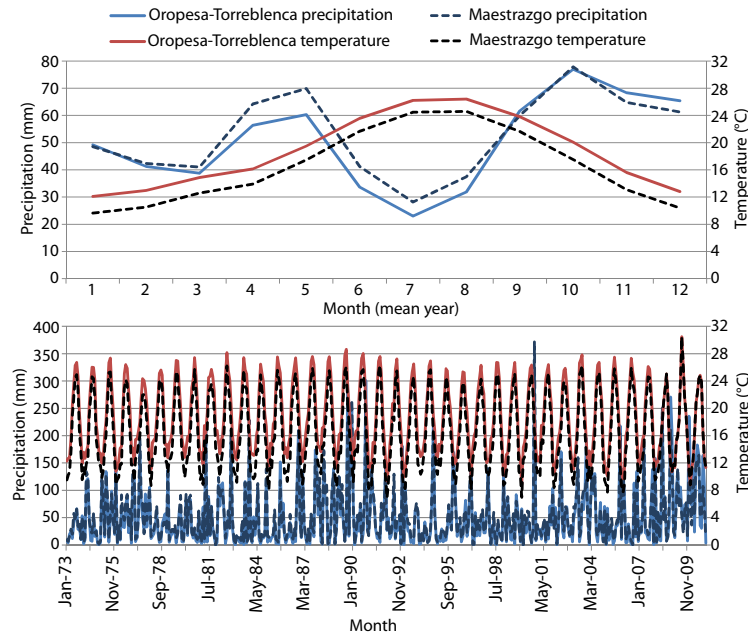 Oropesa-Torreblenca precipitation
Maestrazgo precipitation
Oropesa-Torreblenca temperature
Maestrazgo temperature
Precipitation (mm)
80
70
60
50
40
30
20
10
0
32
28
24
20
16
12
8
4
0
Temperature (°C)
1 2 3 4 5 6 7 8 9 10 11 12
Month (mean year)
Precipitation (mm)
400
350
300
250
200
150
100
50
0
32
28
24
20
16
12
8
4
0
Temperature (°C)
Jan-73
Nov-75
Sep-78
Jul-81
May-84
Mar-87
Jan-90
Nov-92
Sep-95
Jul-98
May-01
Mar-04
Jan-07
Nov-09
Month